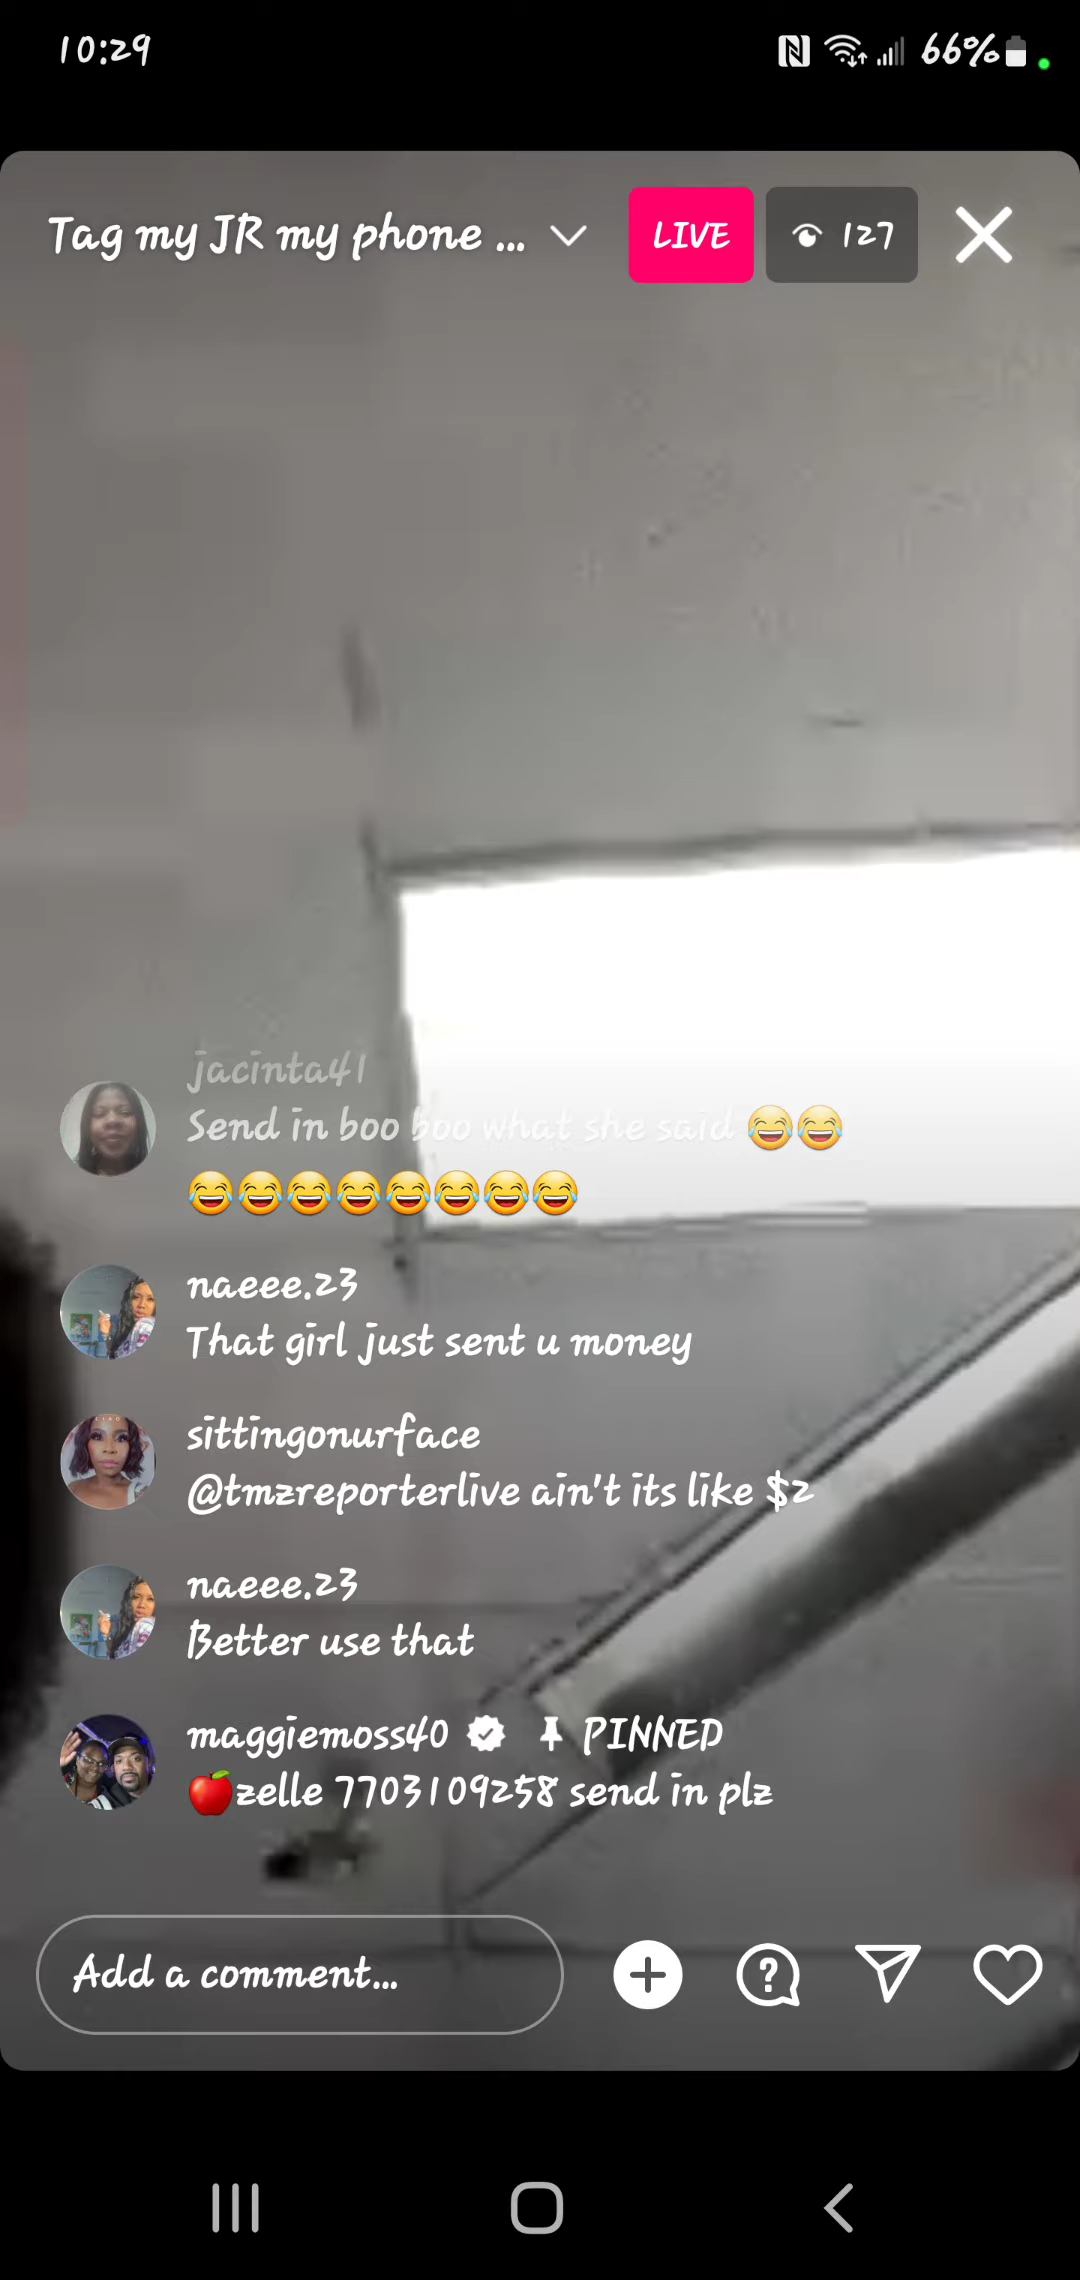 10:29
66%
Tag my JR my phone ...
LIVE
127
jacinta41
Send in boo boo what she said 😂😂
😂😂😂😂😂😂😂😂
naeee.23
That girl just sent u money
sittingonurface
@tmzreporterlive ain't its like $2
naeee.23
Better use that
maggiemoss40 PINNED
🍎zelle 7703109258 send in plz
Add a comment...